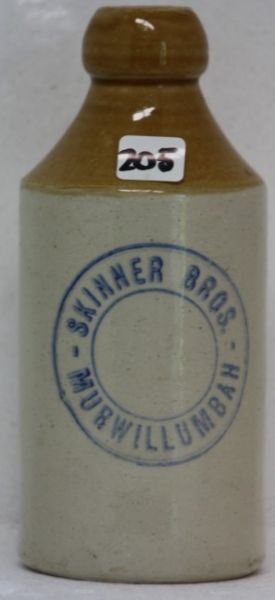 205
- SKINNER BROS. -
MURWILLUMBAH